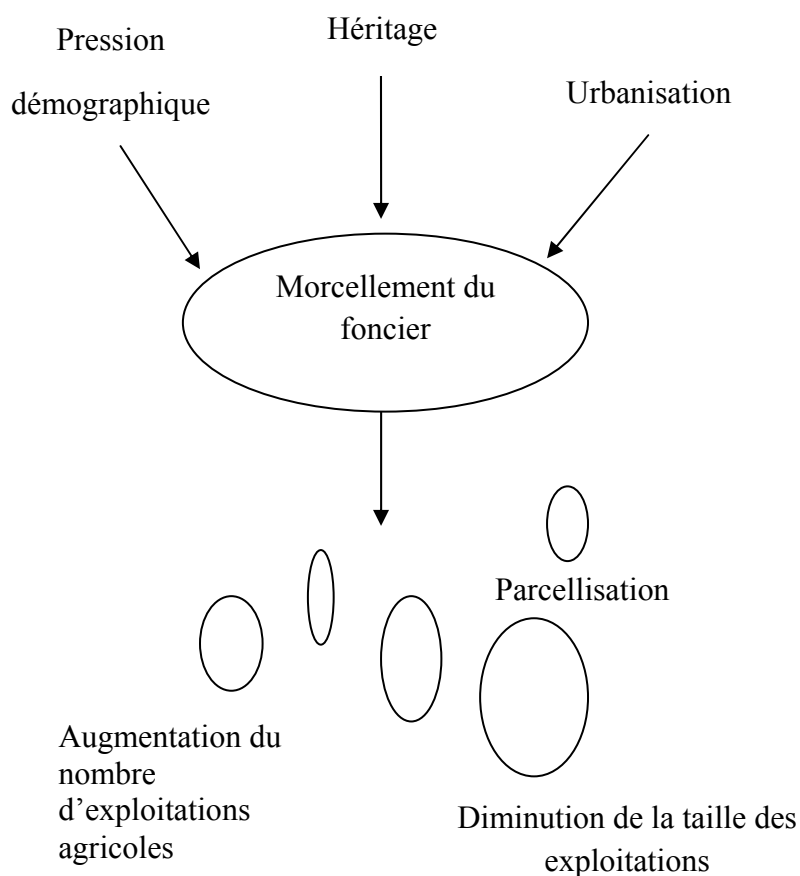 Pression
démographique
Héritage
Urbanisation
Morcellement du
foncier
Parcellisation
Augmentation du
nombre
d’exploitations
agricoles
Diminution de la taille des
exploitations